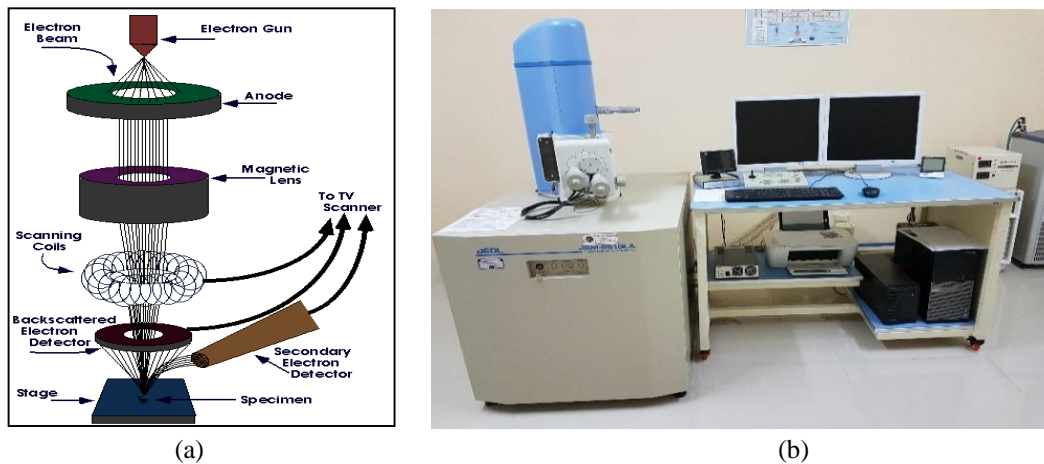 Electron
Beam
Electron Gun
Anode
Magnetic
Lens
To TV
Scanner
Scanning
Coils
Backscattered
Electron
Detector
Secondary
Electron
Detector
Stage
Specimen
JEOL
(a)
(b)